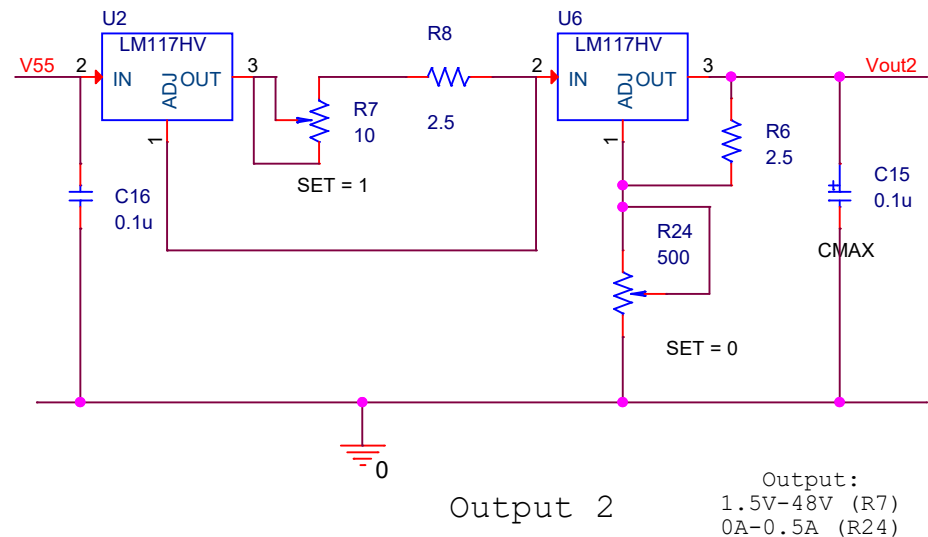 U2
LM117HV
V55
2
IN
ADJ
OUT
3
1
R7
10
SET = 1
R8
2.5
U6
LM117HV
2
IN
ADJ
OUT
3
1
Vout2
R6
2.5
C15
0.1u
CMAX
C16
0.1u
R24
500
SET = 0
0
Output 2
Output:
1.5V-48V (R7)
0A-0.5A (R24)